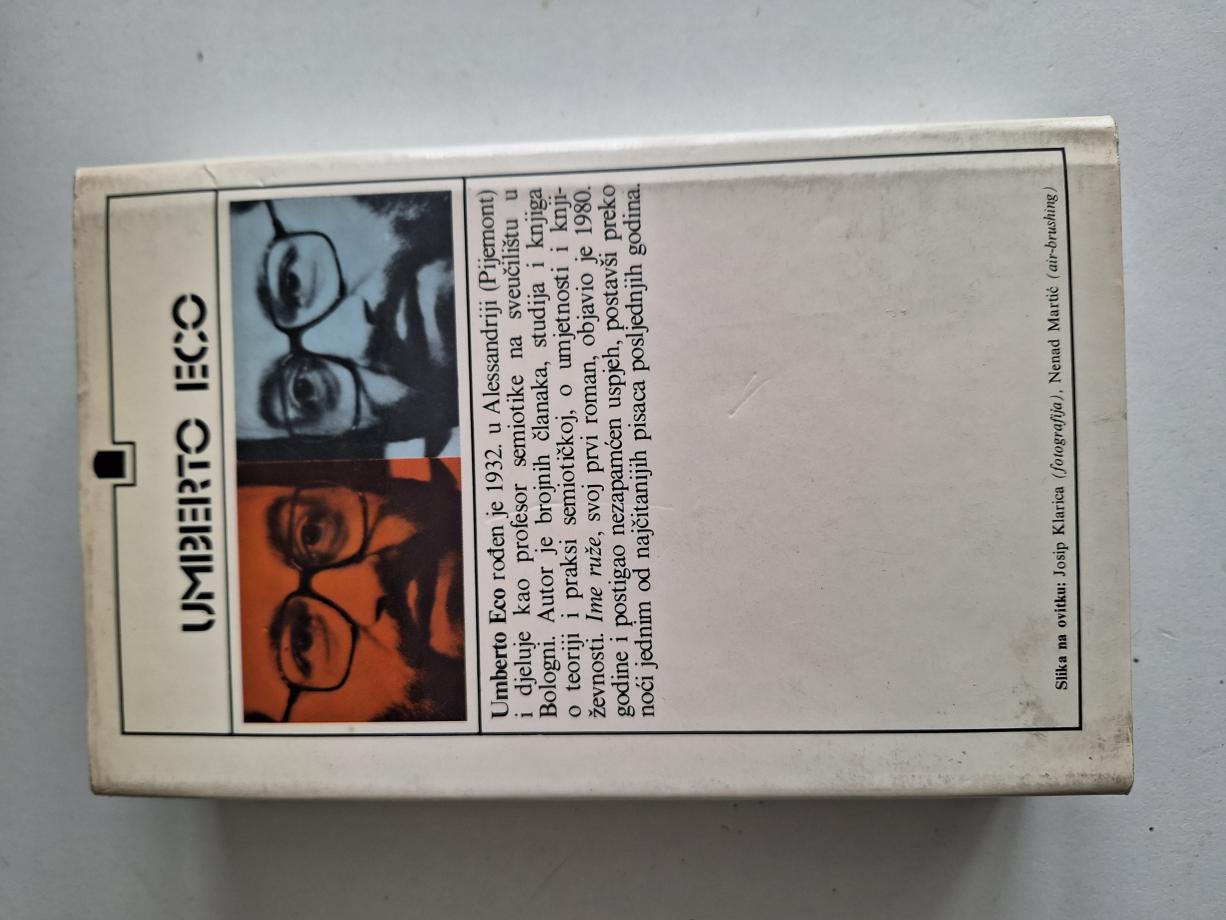 UMBERTO ECO
Umberto Eco rođen je 1932. u Alessandriji (Pijemont)
i djeluje kao profesor semiotike na sveučilištu u
Bologni. Autor je brojnih članaka, studija i knjiga
o teoriji i praksi semiotičkoj, o umjetnosti i knji-
ževnosti. Ime ruže, svoj prvi roman, objavio je 1980.
godine i postigao nezapamćen uspjeh, postavši preko
noći jednim od najčitanijih pisaca posljednjih godina.
Slika na ovitku: Josip Klarica (fotografija), Nenad Martić (air-brushing)